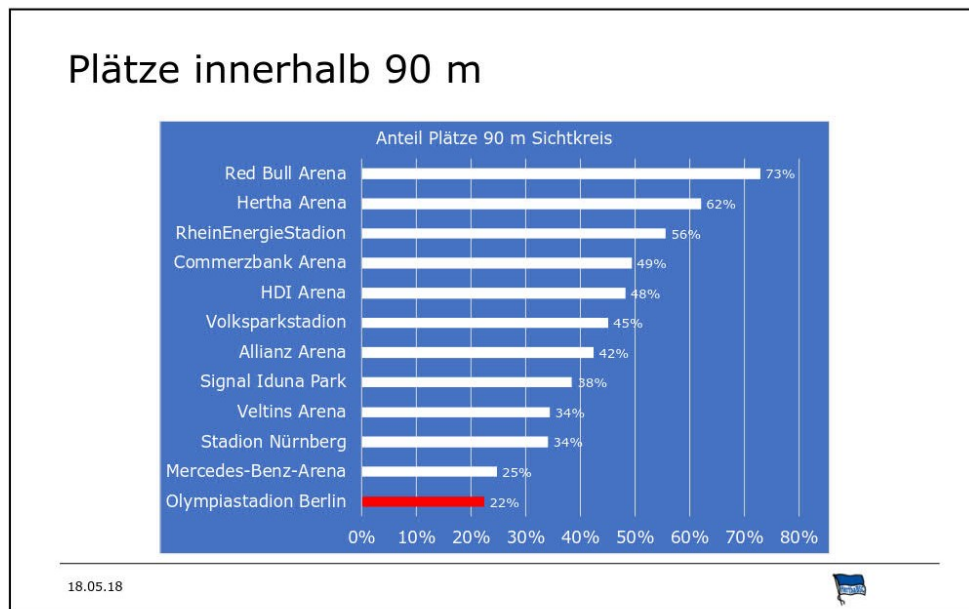 Plätze innerhalb 90 m
Anteil Plätze 90 m Sichtkreis
Red Bull Arena 73%
Hertha Arena 62%
RheinEnergieStadion 56%
Commerzbank Arena 49%
HDI Arena 48%
Volksparkstadion 45%
Allianz Arena 42%
Signal Iduna Park 38%
Veltins Arena 34%
Stadion Nürnberg 34%
Mercedes-Benz-Arena 25%
Olympiastadion Berlin 22%
0% 10% 20% 30% 40% 50% 60% 70% 80%
18.05.18